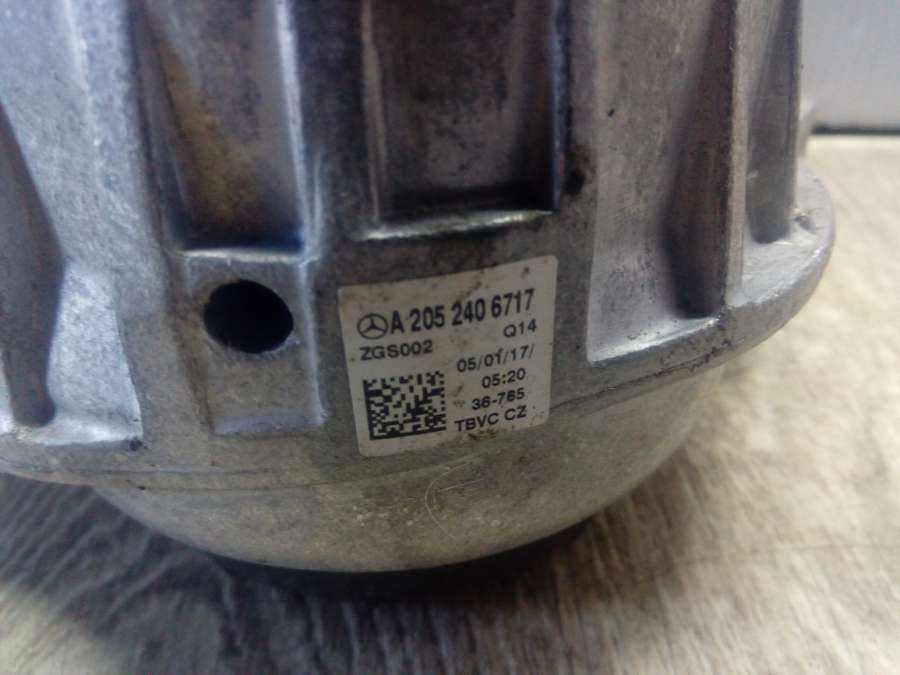 A 205 240 6717
ZGS002 Q14
05/01/17/
05:20
36-765
TBVC CZ